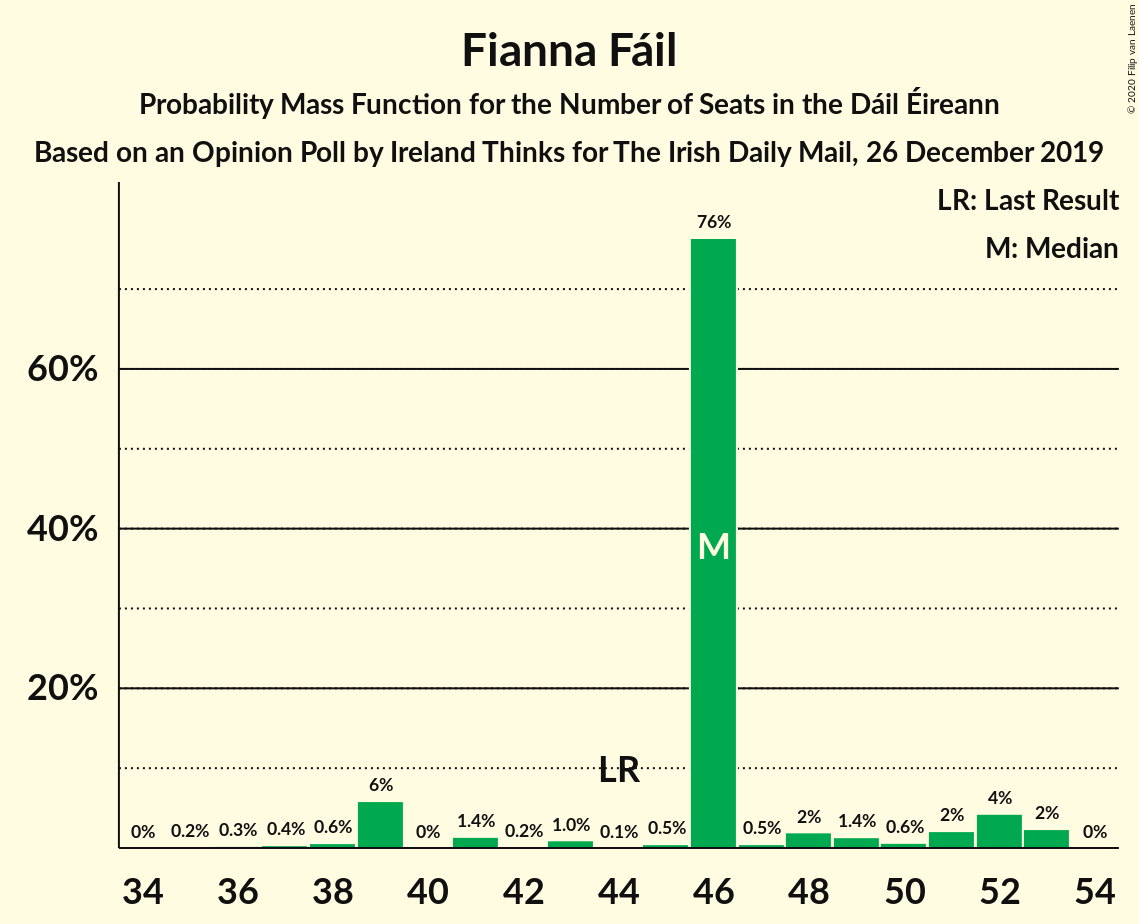 Fianna Fáil
Probability Mass Function for the Number of Seats in the Dáil Éireann
Based on an Opinion Poll by Ireland Thinks for The Irish Daily Mail, 26 December 2019
© 2020 Filip van Laenen
LR: Last Result
M: Median
60%
40%
20%
0%
0.2%
0.3%
0.4%
0.6%
6%
0%
1.4%
0.2%
1.0%
0.1%
0.5%
76%
0.5%
2%
1.4%
0.6%
2%
4%
2%
0%
LR
M
34 36 38 40 42 44 46 48 50 52 54